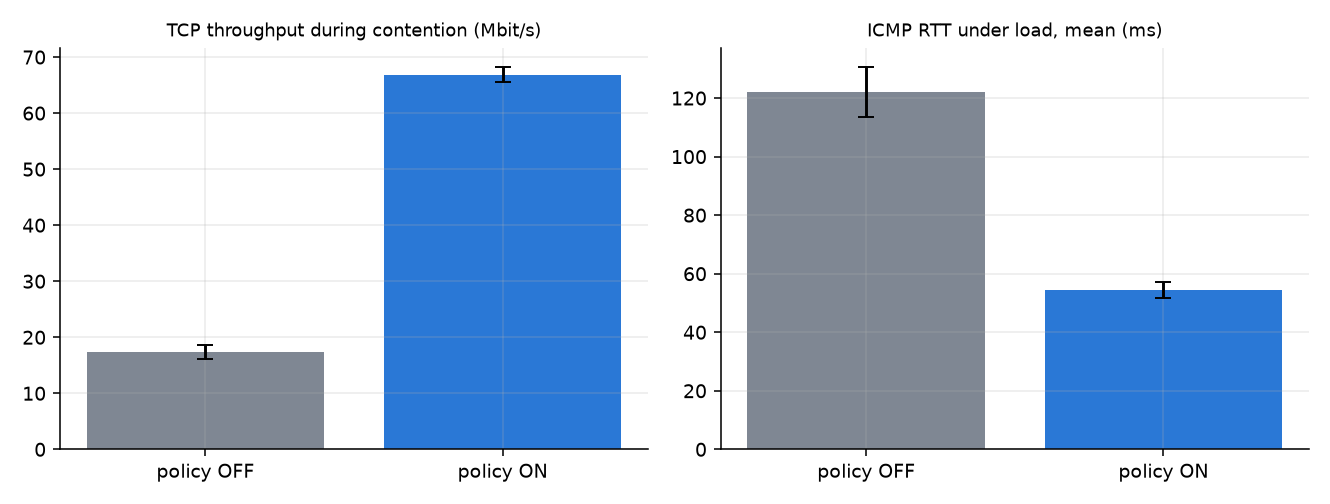 TCP throughput during contention (Mbit/s)
70
60
50
40
30
20
10
0
policy OFF
policy ON
ICMP RTT under load, mean (ms)
120
100
80
60
40
20
0
policy OFF
policy ON